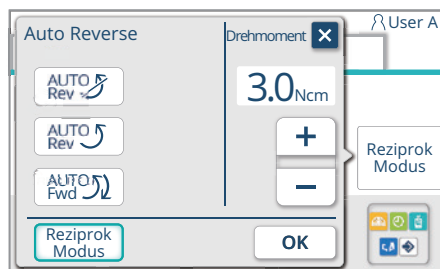 Auto Reverse
Drehmoment
User A
AUTO
Rev
3.0Ncm
AUTO
Rev
+
Reziprok
Modus
AUTO
Fwd
−
Reziprok
Modus
OK